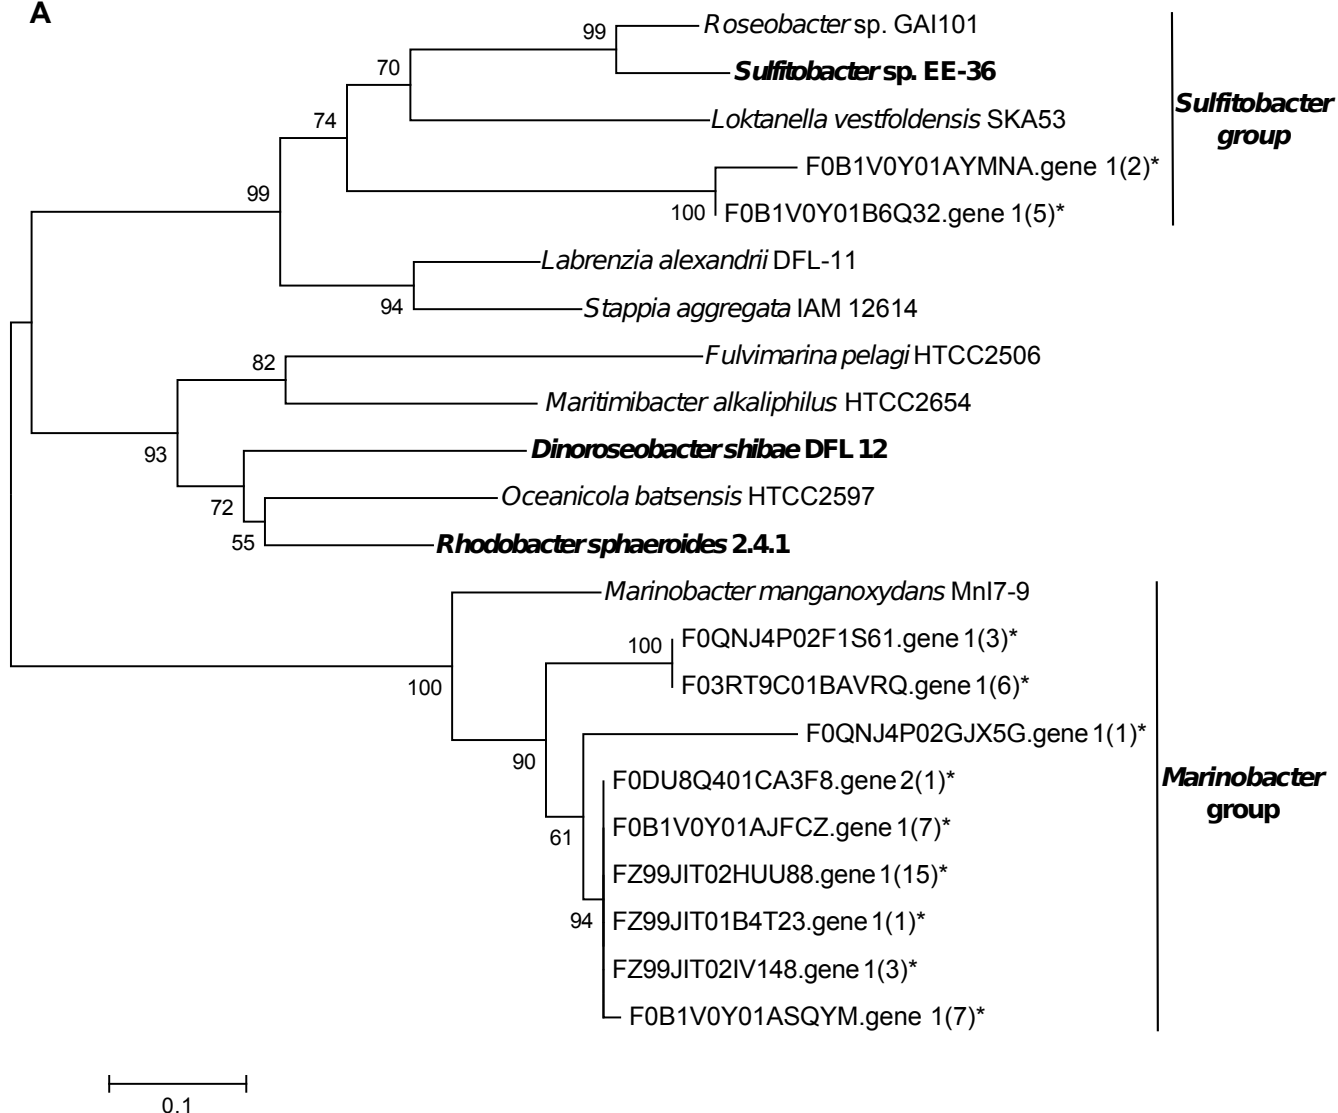 A
99
Roseobacter sp. GAI101
Sulfitobacter sp. EE-36
70
Sulfitobacter
group
74
Loktanella vestfoldensis SKA53
F0B1V0Y01AYMNA.gene 1(2)*
99
100
F0B1V0Y01B6Q32.gene 1(5)*
Labrenzia alexandrii DFL-11
94
Stappia aggregata IAM 12614
82
Fulvimarina pelagi HTCC2506
Maritimibacter alkaliphilus HTCC2654
93
Dinoroseobacter shibae DFL 12
72
Oceanicola batsensis HTCC2597
55
Rhodobacter sphaeroides 2.4.1
Marinobacter manganoxydans MnI7-9
100
F0QNJ4P02F1S61.gene 1(3)*
100
F03RT9C01BAVRQ.gene 1(6)*
90
F0QNJ4P02GJX5G.gene 1(1)*
F0DU8Q401CA3F8.gene 2(1)*
Marinobacter
group
61
F0B1V0Y01AJFCZ.gene 1(7)*
FZ99JIT02HUU88.gene 1(15)*
94
FZ99JIT01B4T23.gene 1(1)*
FZ99JIT02IV148.gene 1(3)*
F0B1V0Y01ASQYM.gene 1(7)*
0.1